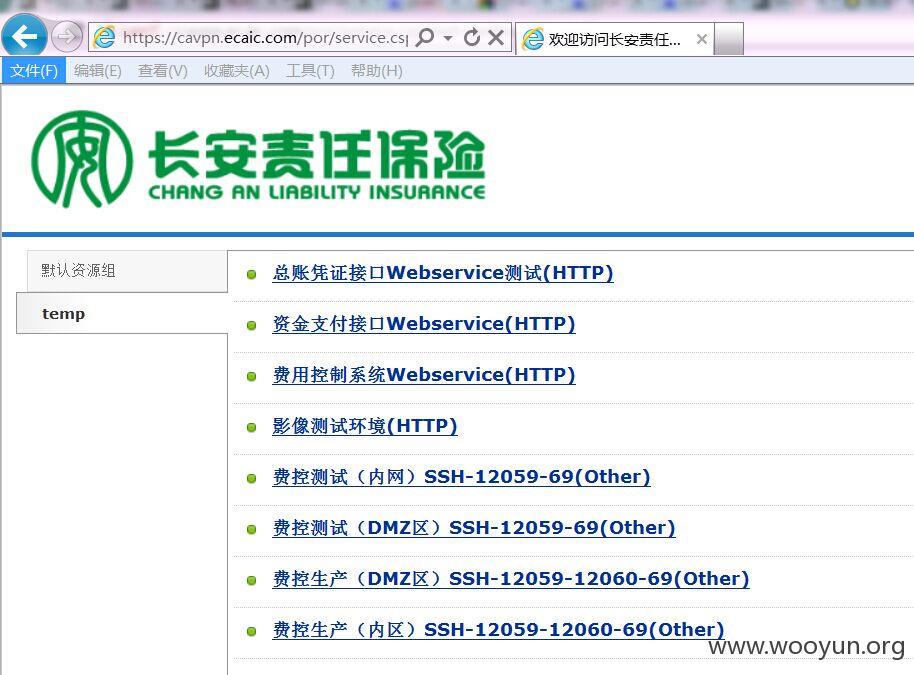 https://cavpn.ecaic.com/por/service.csp
欢迎访问长安责任...
文件(F) 编辑(E) 查看(V) 收藏夹(A) 工具(T) 帮助(H)
长安责任保险
CHANG AN LIABILITY INSURANCE
默认资源组
temp
总账凭证接口Webservice测试(HTTP)
资金支付接口Webservice(HTTP)
费用控制系统Webservice(HTTP)
影像测试环境(HTTP)
费控测试（内网）SSH-12059-69(Other)
费控测试（DMZ区）SSH-12059-69(Other)
费控生产（DMZ区）SSH-12059-12060-69(Other)
费控生产（内区）SSH-12059-12060-69(Other)
www.wooyun.org